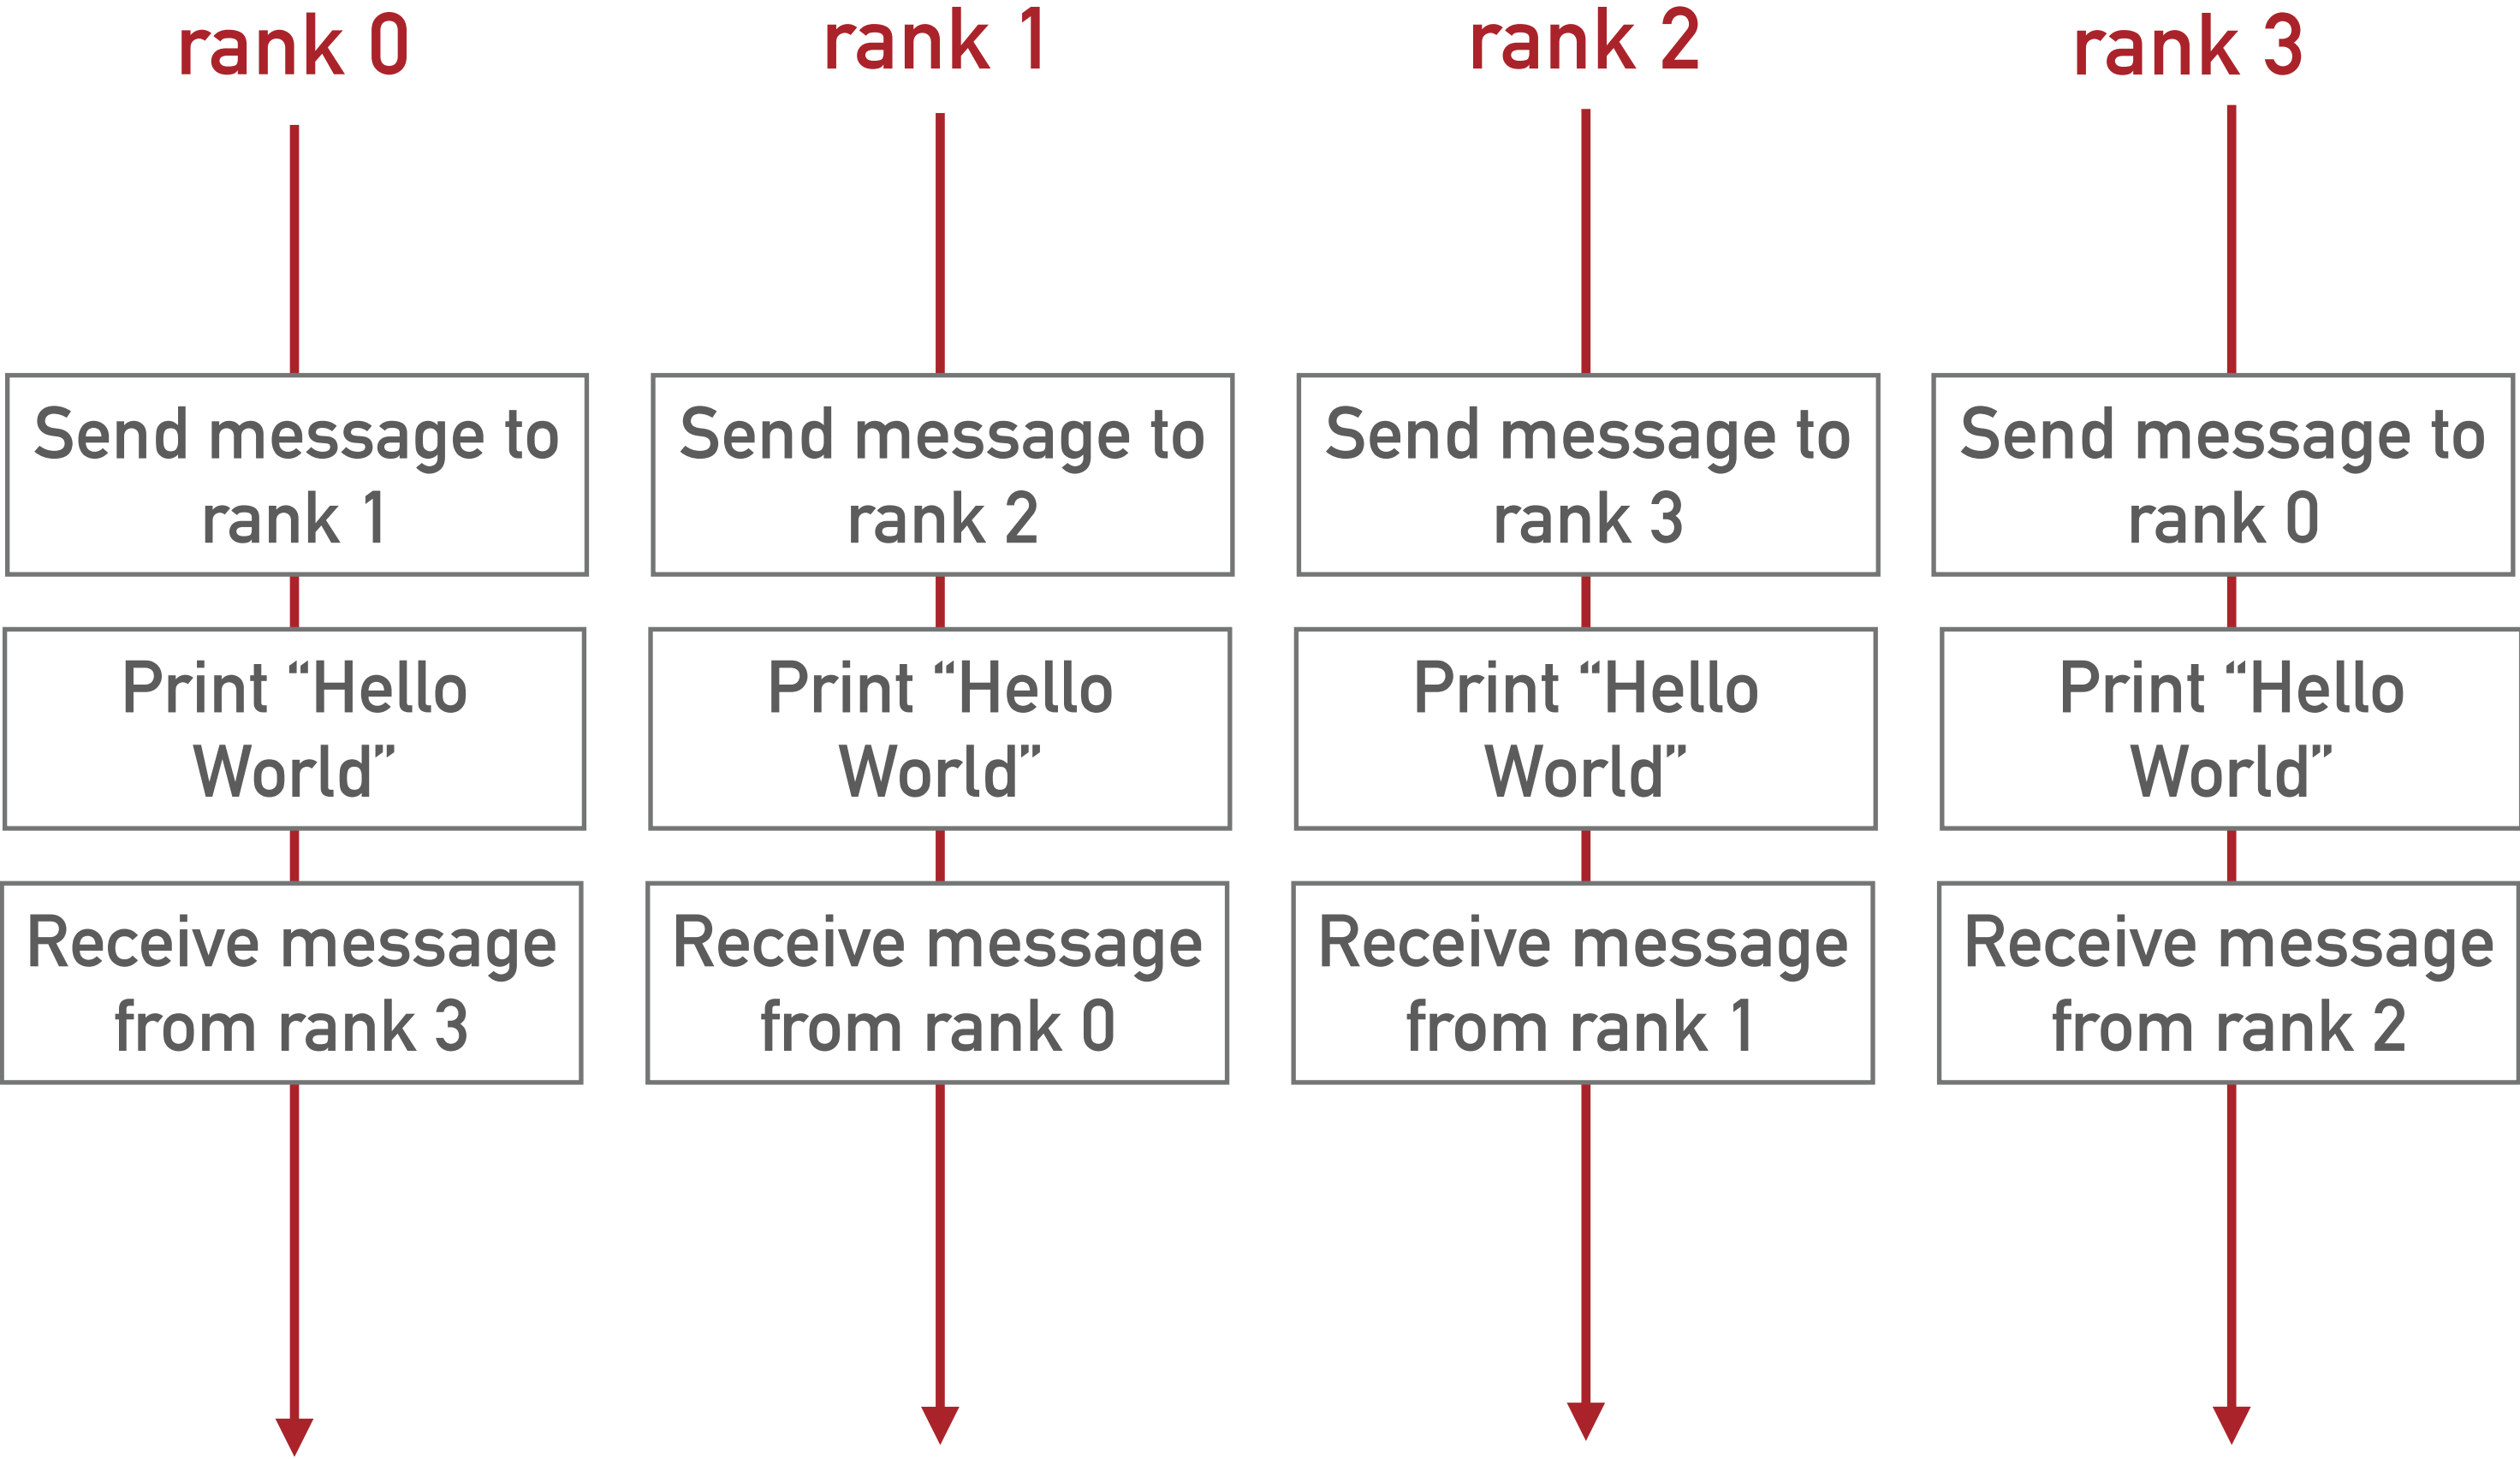 rank 0
rank 1
rank 2
rank 3
Send message to
rank 1
Send message to
rank 2
Send message to
rank 3
Send message to
rank 0
Print “Hello
World”
Print “Hello
World”
Print “Hello
World”
Print “Hello
World”
Receive message
from rank 3
Receive message
from rank 0
Receive message
from rank 1
Receive message
from rank 2